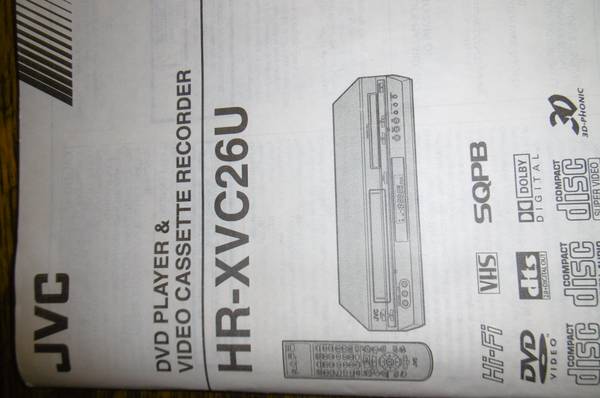 JVC
DVD PLAYER &
VIDEO CASSETTE RECORDER
HR-XVC26U
Hi-Fi
VHS
SQPB
DVD
VIDEO
dts
DOLBY
DIGITAL
3D-PHONIC
COMPACT
disc
COMPACT
disc
COMPACT
disc
SUPER VIDEO